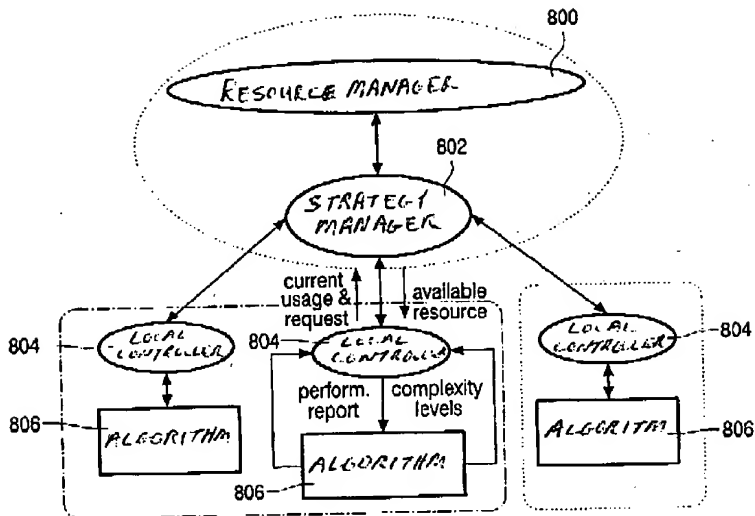 800
RESOURCE MANAGER
802
STRATEGY
MANAGER
current
usage &
request
available
resource
804
LOCAL
CONTROLLER
804
LOCAL
CONTROLLER
LOCAL
CONTROLLER
804
perform.
report
complexity
levels
806
ALGORITHM
806
ALGORITHM
ALGORITM
806